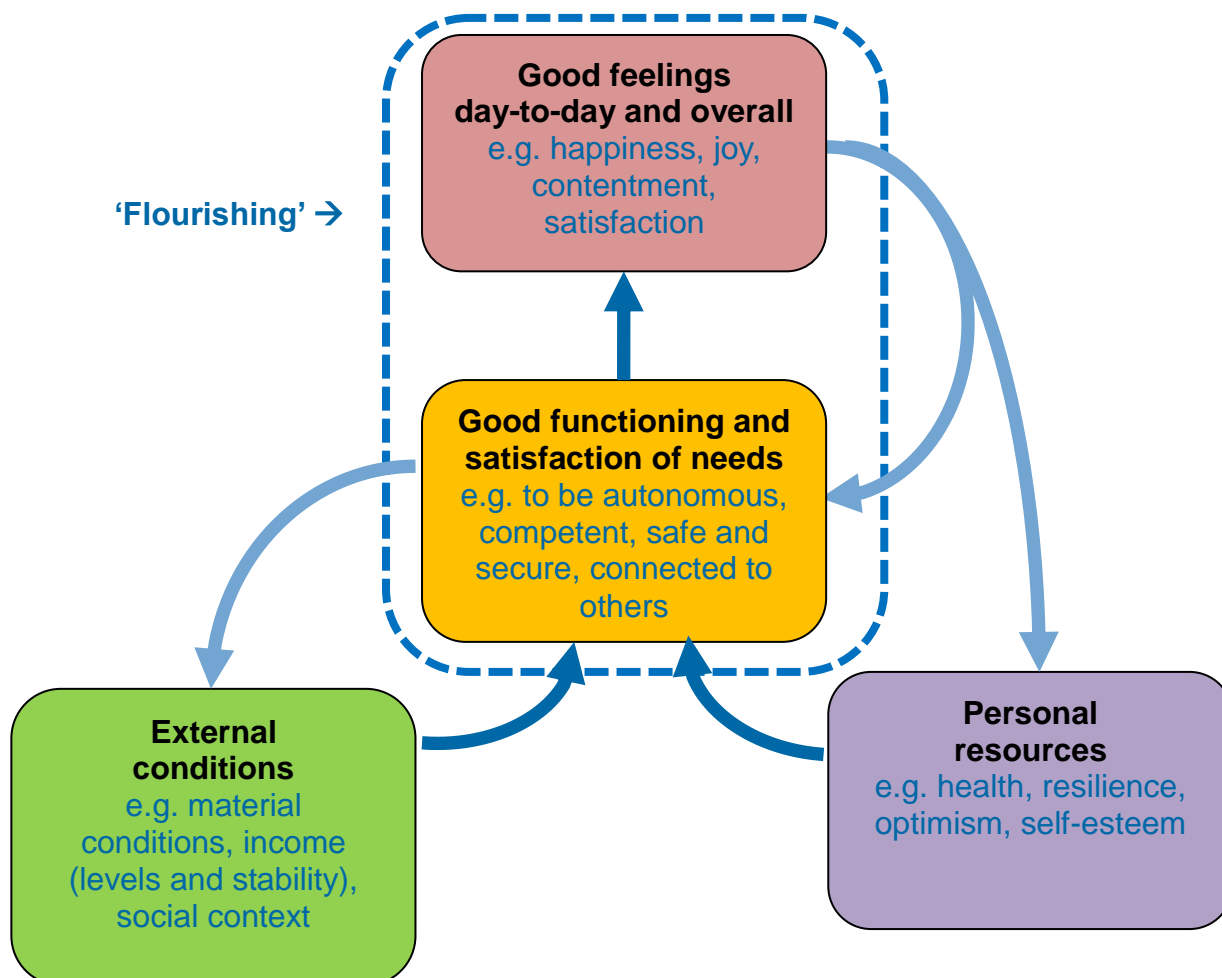 Good feelings
day-to-day and overall
e.g. happiness, joy,
contentment,
satisfaction
‘Flourishing’ →
Good functioning and
satisfaction of needs
e.g. to be autonomous,
competent, safe and
secure, connected to
others
External
conditions
e.g. material
conditions, income
(levels and stability),
social context
Personal
resources
e.g. health, resilience,
optimism, self-esteem